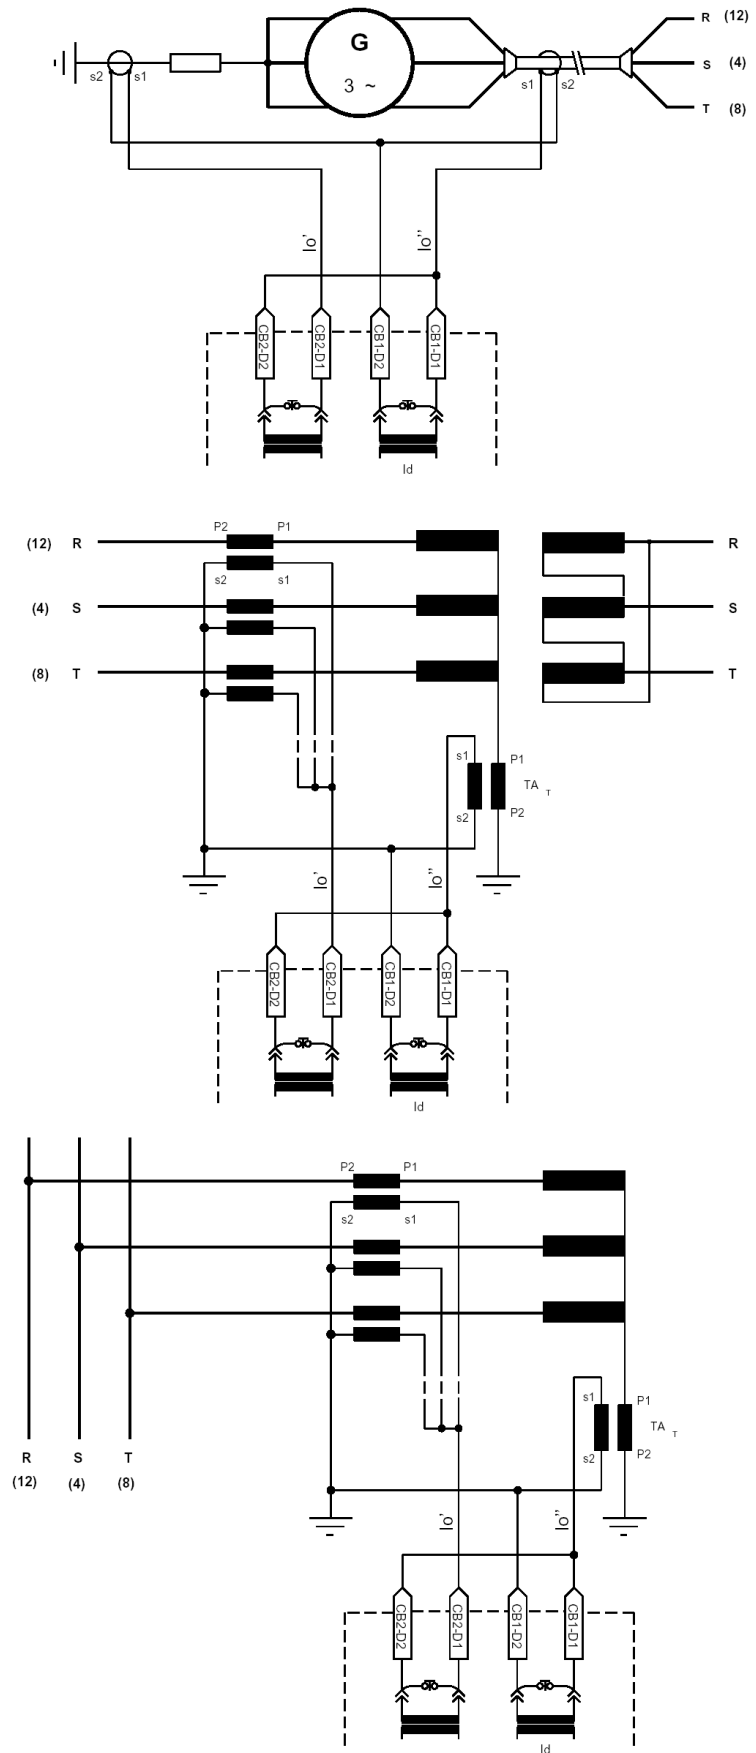 R (12)
G
s2 s1
S (4)
3 ~
s1 s2
T (8)
Io' Io"
CB2-D2 CB2-D1 CB1-D2 CB1-D1
Id
P2 P1
(12) R R
s2 s1
(4) S S
(8) T T
s1 P1
TA T
s2 P2
Io' Io"
CB2-D2 CB2-D1 CB1-D2 CB1-D1
Id
P2 P1
s2 s1
s1 P1
TA T
R S T s2 P2
(12) (4) (8)
Io' Io"
CB2-D2 CB2-D1 CB1-D2 CB1-D1
Id